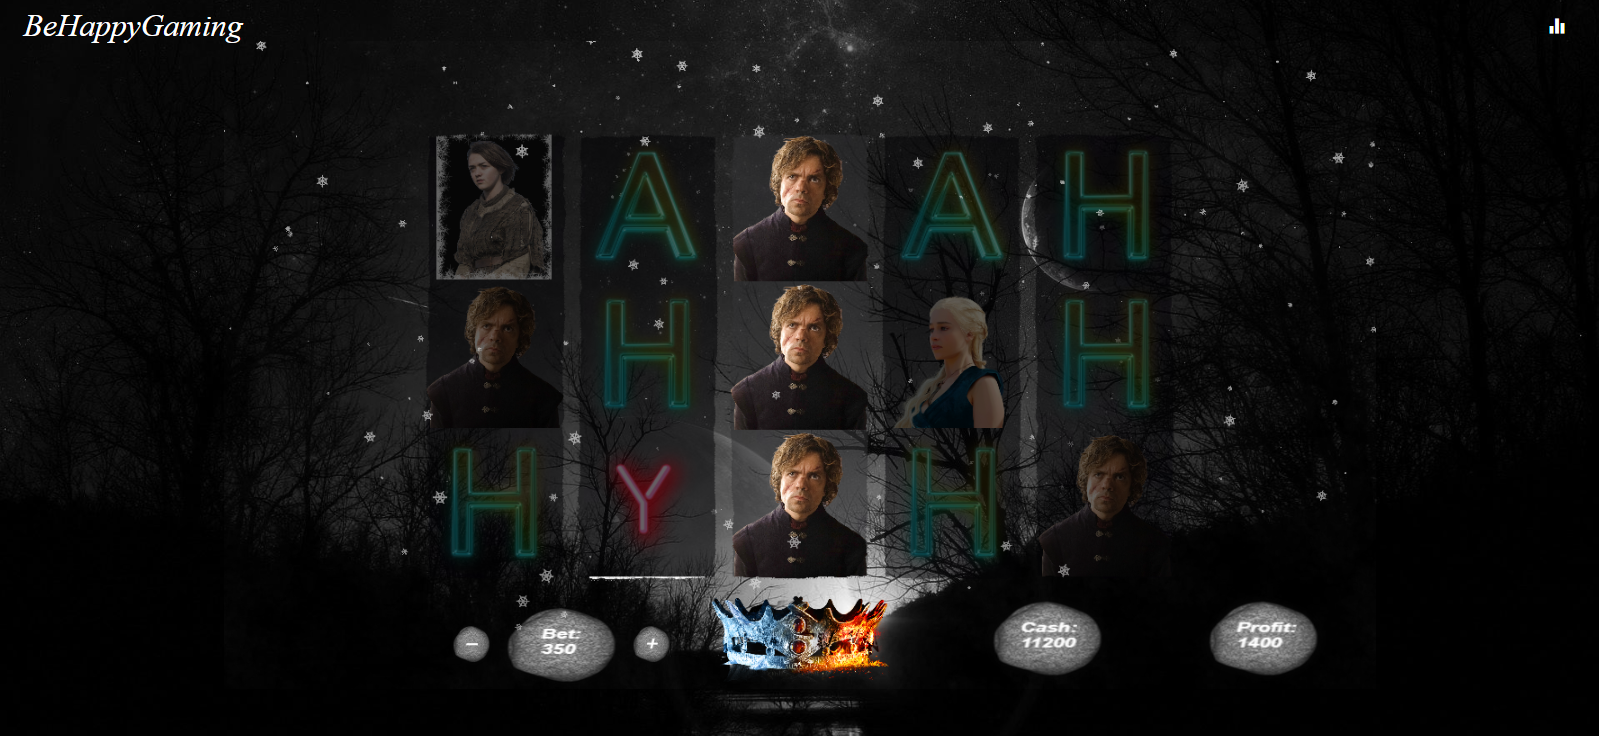 BeHappyGaming
A A H
H H
H Y H
- Bet: + Cash: Profit:
350 11200 1400